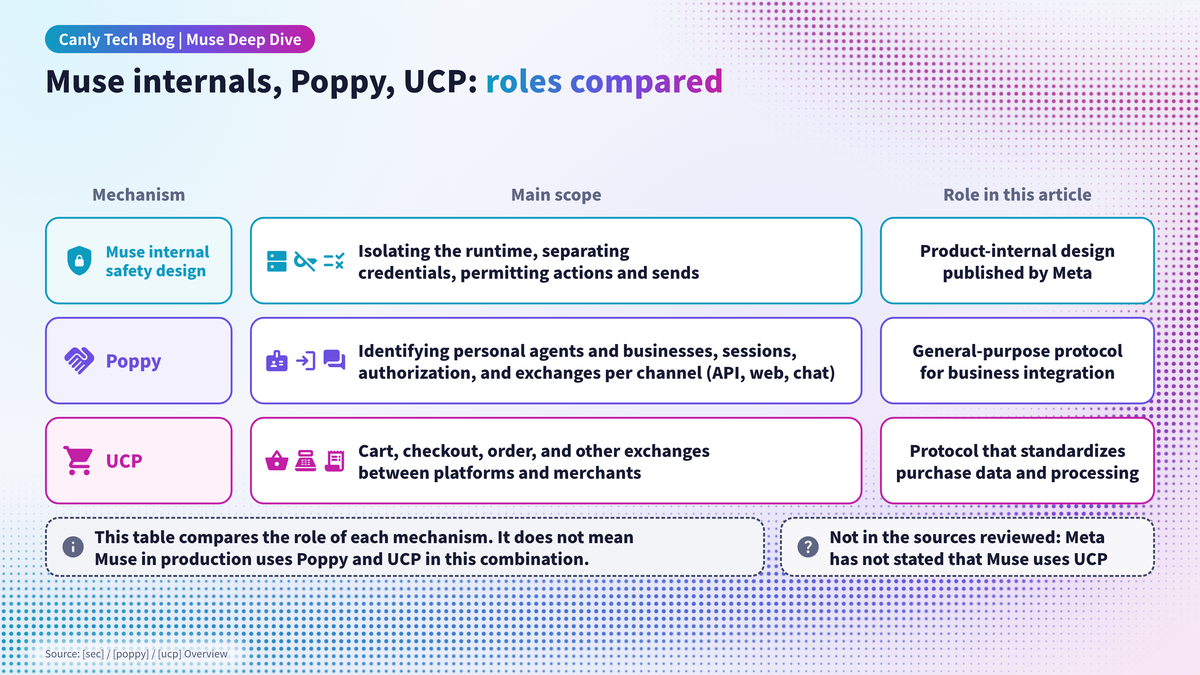 Canly Tech Blog | Muse Deep Dive
Muse internals, Poppy, UCP: roles compared
Mechanism
Main scope
Role in this article
Muse internal
safety design
Isolating the runtime, separating
credentials, permitting actions and sends
Product-internal design
published by Meta
Poppy
Identifying personal agents and businesses, sessions,
authorization, and exchanges per channel (API, web, chat)
General-purpose protocol
for business integration
UCP
Cart, checkout, order, and other exchanges
between platforms and merchants
Protocol that standardizes
purchase data and processing
This table compares the role of each mechanism. It does not mean
Muse in production uses Poppy and UCP in this combination.
Not in the sources reviewed: Meta
has not stated that Muse uses UCP
Source: [sec] / [poppy] / [ucp] Overview